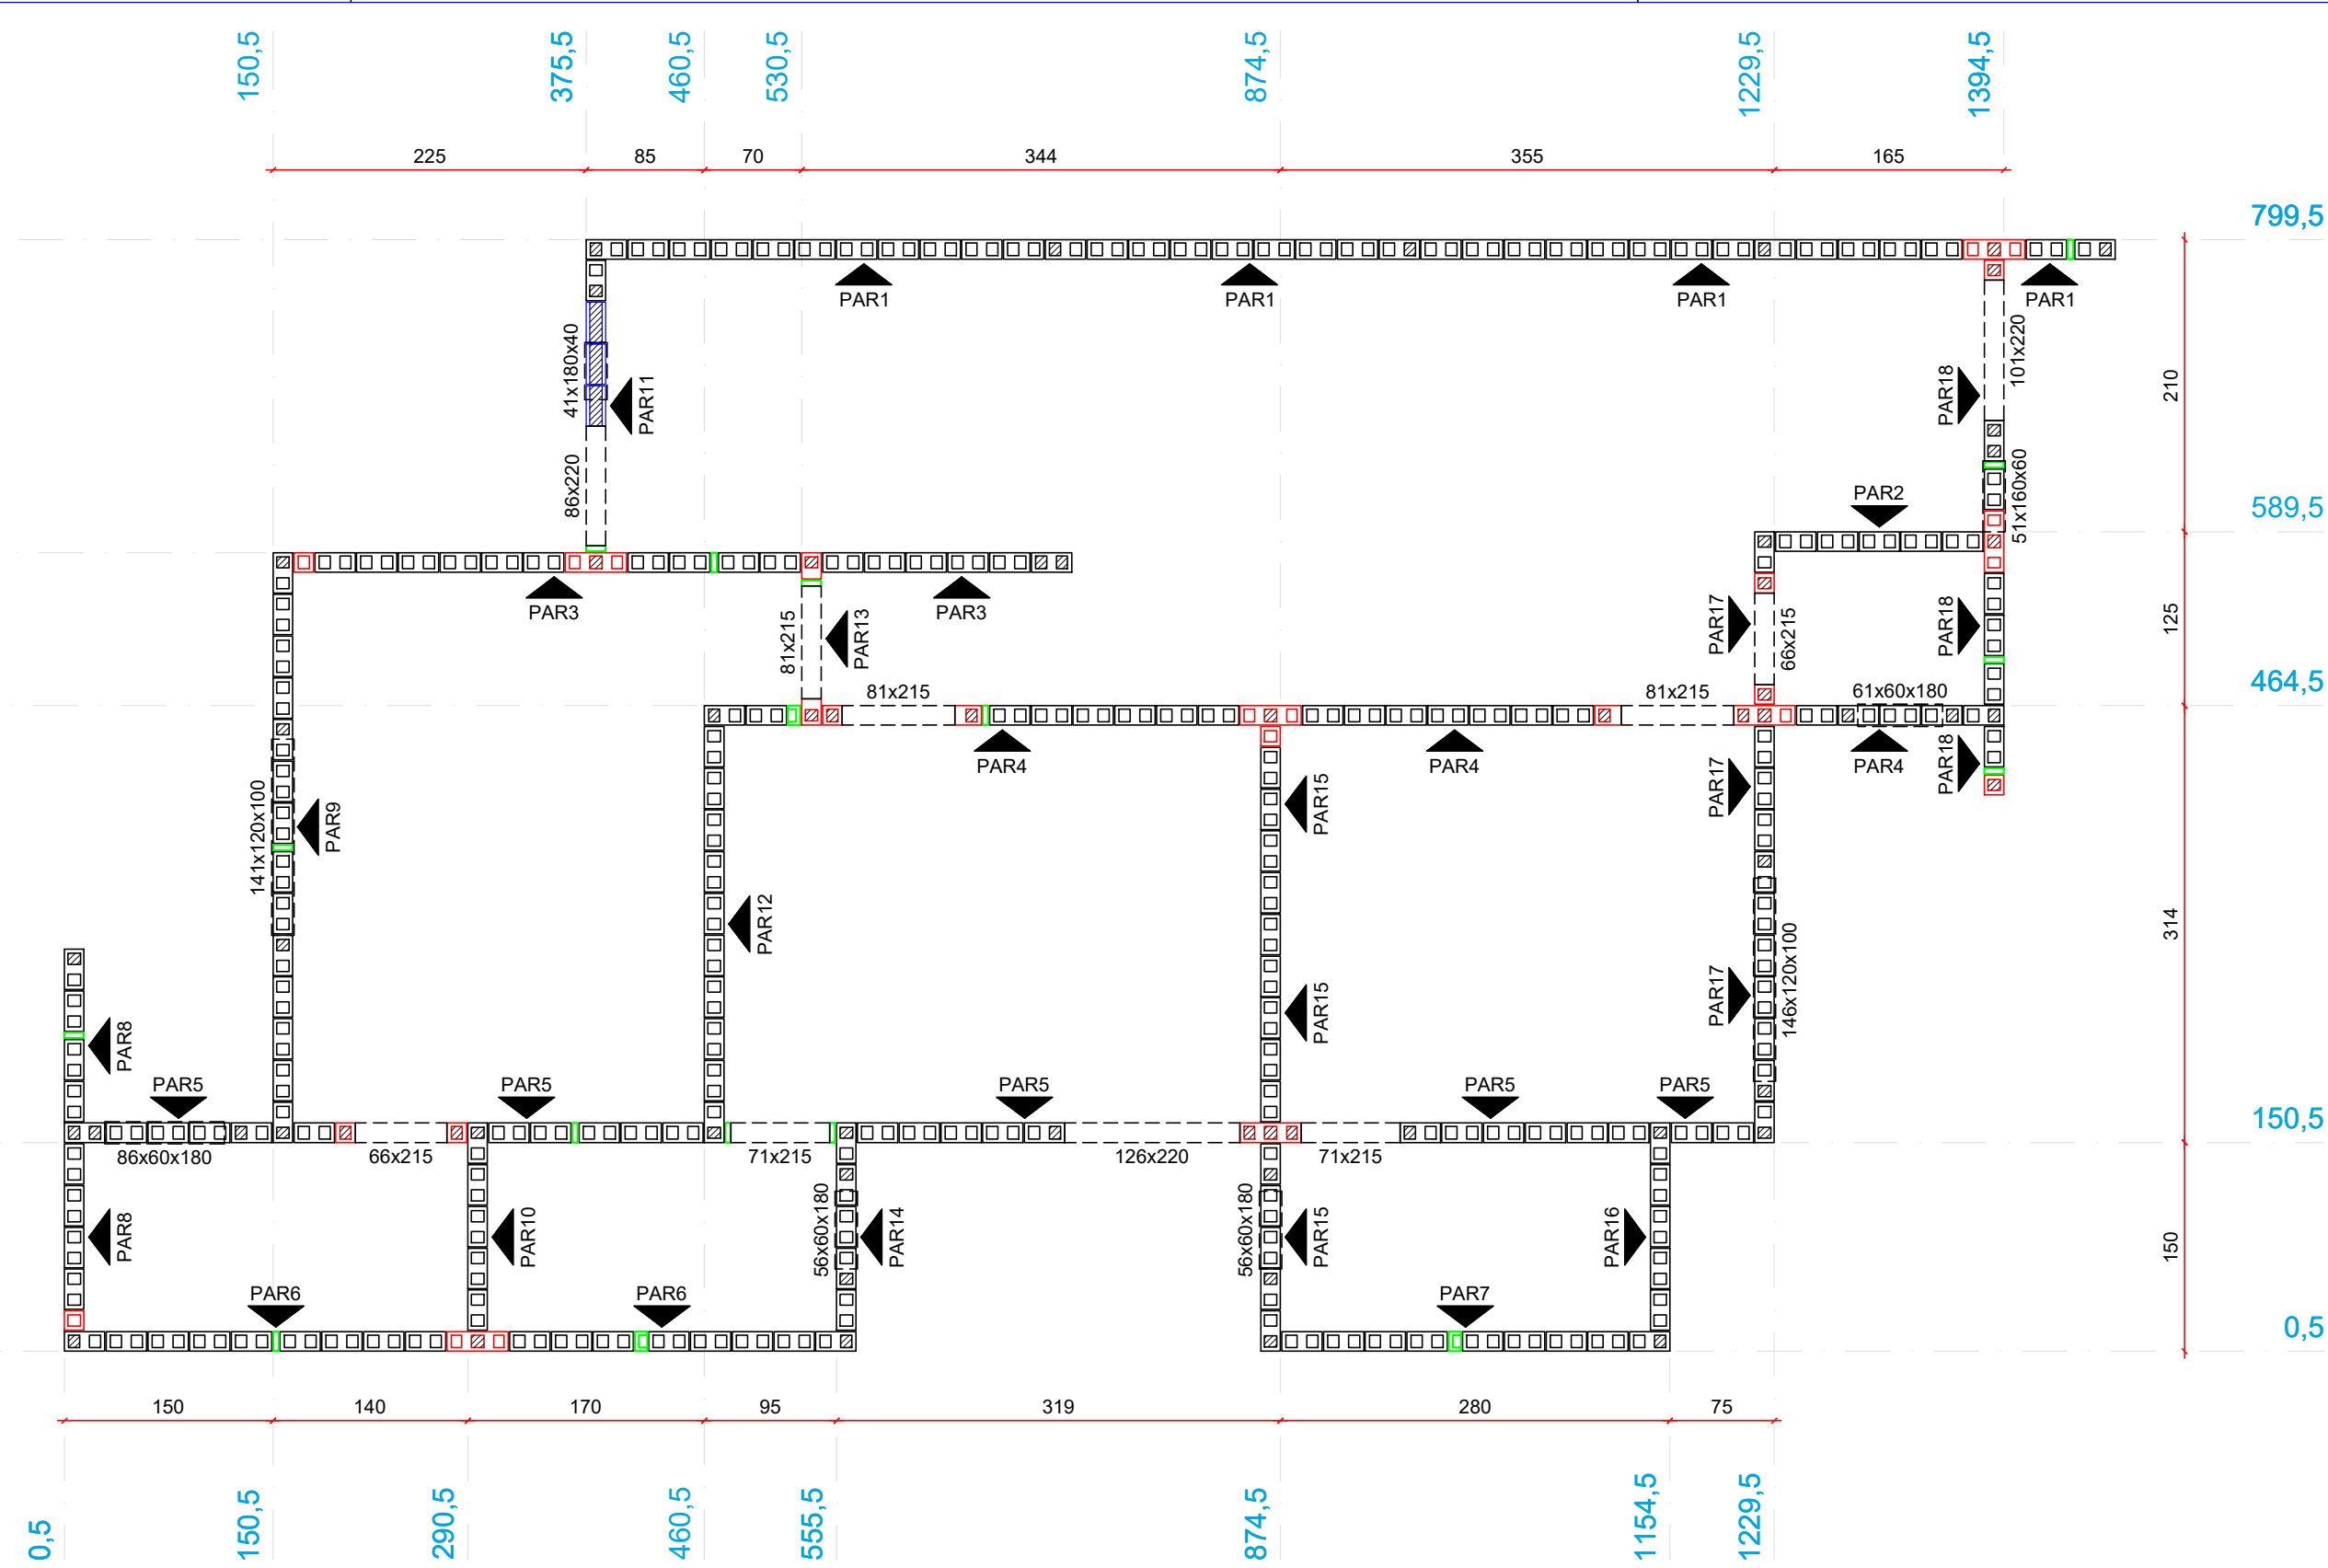 150,5
375,5
460,5
530,5
874,5
1229,5
1394,5
225
85
70
344
355
165
799,5
PAR1
PAR1
PAR1
PAR1
41x180x40
PAR11
101x220
PAR18
210
86x220
PAR2
51x160x60
589,5
PAR3
PAR3
81x215
PAR13
PAR17
66x215
PAR18
125
81x215
81x215
61x60x180
464,5
PAR4
PAR4
PAR4
PAR18
141x120x100
PAR9
PAR15
PAR17
PAR12
314
PAR15
PAR17
146x120x100
PAR8
PAR5
PAR5
PAR5
PAR5
PAR5
150,5
86x60x180
66x215
71x215
126x220
71x215
PAR8
PAR10
56x60x180
PAR14
56x60x180
PAR15
PAR16
150
PAR6
PAR6
PAR7
0,5
150
140
170
95
319
280
75
0,5
150,5
290,5
460,5
555,5
874,5
1154,5
1229,5